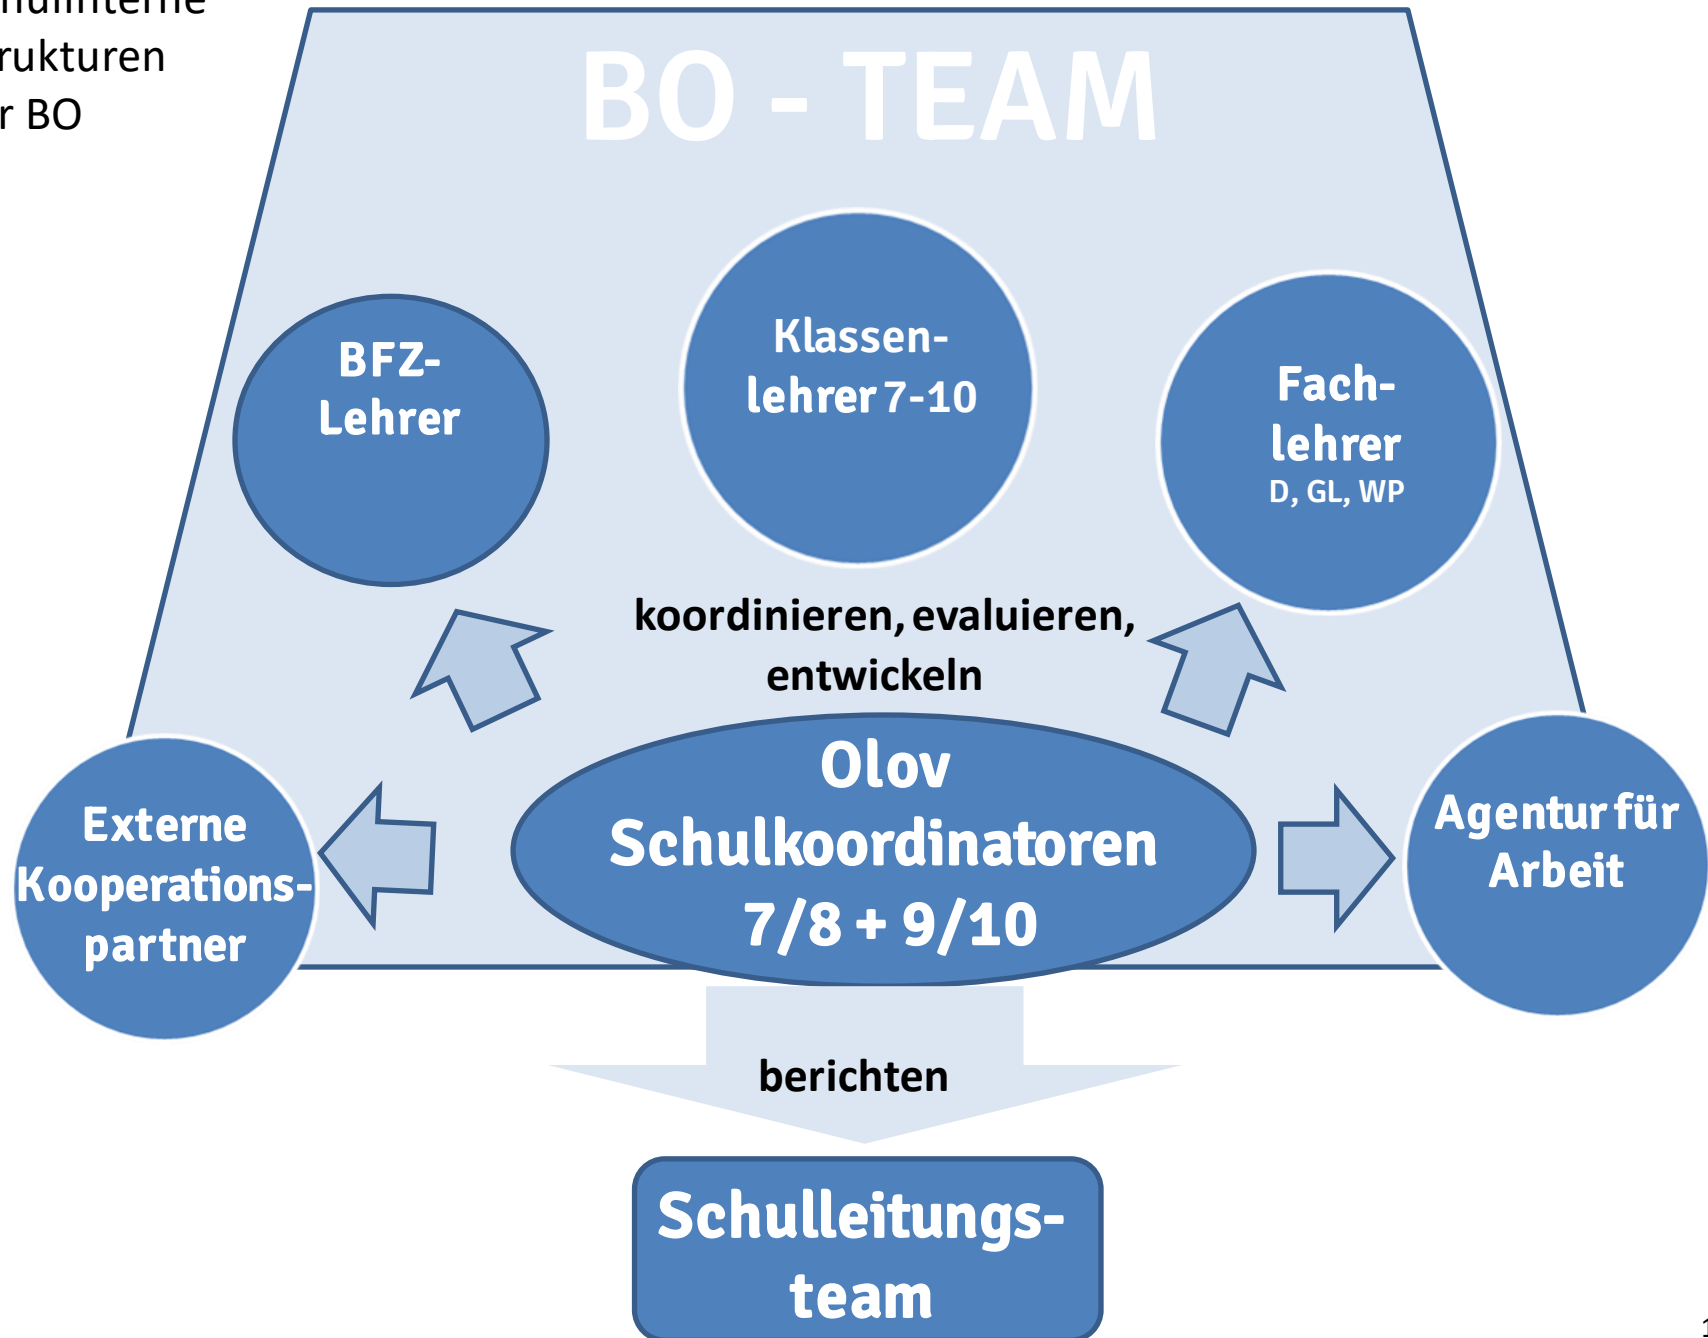 hulinterne
rukturen
r BO
BO - TEAM
BFZ-
Lehrer
Klassen-
lehrer 7-10
Fach-
lehrer
D, GL, WP
koordinieren, evaluieren,
entwickeln
Externe
Kooperations-
partner
Olov
Schulkoordinatoren
7/8 + 9/10
Agentur für
Arbeit
berichten
Schulleitungs-
team